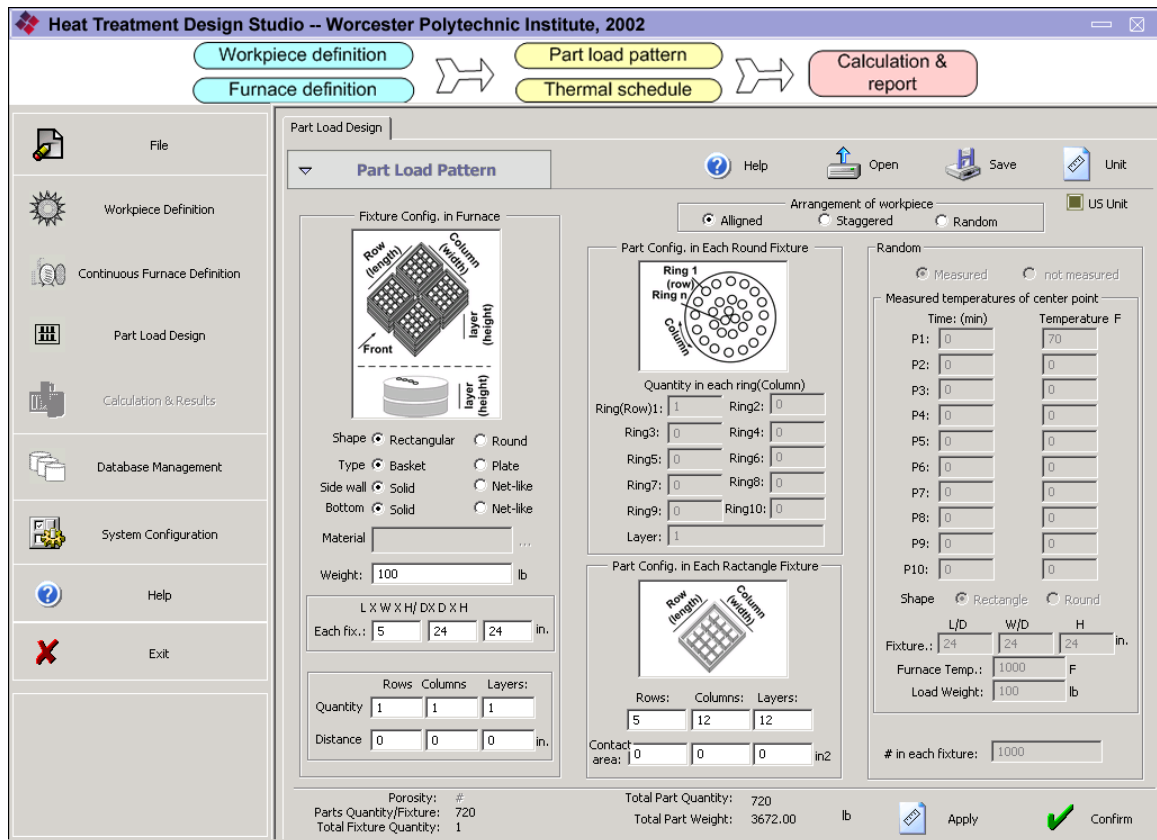 Heat Treatment Design Studio -- Worcester Polytechnic Institute, 2002
Workpiece definition
Furnace definition
Part load pattern
Thermal schedule
Calculation & report
File
Workpiece Definition
Continuous Furnace Definition
Part Load Design
Calculation & Results
Database Management
System Configuration
Help
Exit
Part Load Design
Part Load Pattern
Help
Open
Save
Unit
US Unit
Arrangement of workpiece
Alligned Staggered Random
Fixture Config. in Furnace
Row (length)
Column (width)
layer (height)
Front
layer (height)
Shape Rectangular Round
Type Basket Plate
Side wall Solid Net-like
Bottom Solid Net-like
Material ...
Weight: 100 lb
L X W X H/ DX D X H
Each fix.: 5 24 24 in.
Rows Columns Layers:
Quantity 1 1 1
Distance 0 0 0 in.
Part Config. in Each Round Fixture
Ring 1
(row)
Ring n
Column
Quantity in each ring(Column)
Ring(Row)1: 1 Ring2: 0
Ring3: 0 Ring4: 0
Ring5: 0 Ring6: 0
Ring7: 0 Ring8: 0
Ring9: 0 Ring10: 0
Layer: 1
Part Config. in Each Ractangle Fixture
Row (length)
Column (width)
Rows: Columns: Layers:
5 12 12
Contact area: 0 0 0 in2
Random
Measured not measured
Measured temperatures of center point
Time: (min) Temperature F
P1: 0 70
P2: 0 0
P3: 0 0
P4: 0 0
P5: 0 0
P6: 0 0
P7: 0 0
P8: 0 0
P9: 0 0
P10: 0 0
Shape Rectangle Round
L/D W/D H
Fixture.: 24 24 24 in.
Furnace Temp.: 1000 F
Load Weight: 100 lb
# in each fixture: 1000
Porosity: #
Parts Quantity/Fixture: 720
Total Fixture Quantity: 1
Total Part Quantity: 720
Total Part Weight: 3672.00 lb
Apply
Confirm